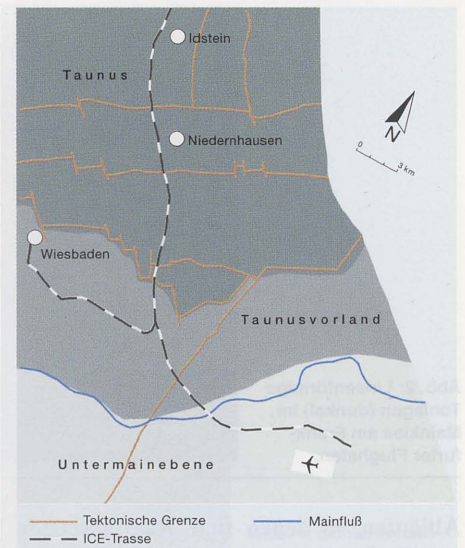 Idstein
Taunus
Niedernhausen
N
0
3 km
Wiesbaden
Taunusvorland
Untermainebene
Tektonische Grenze
Mainfluß
ICE-Trasse